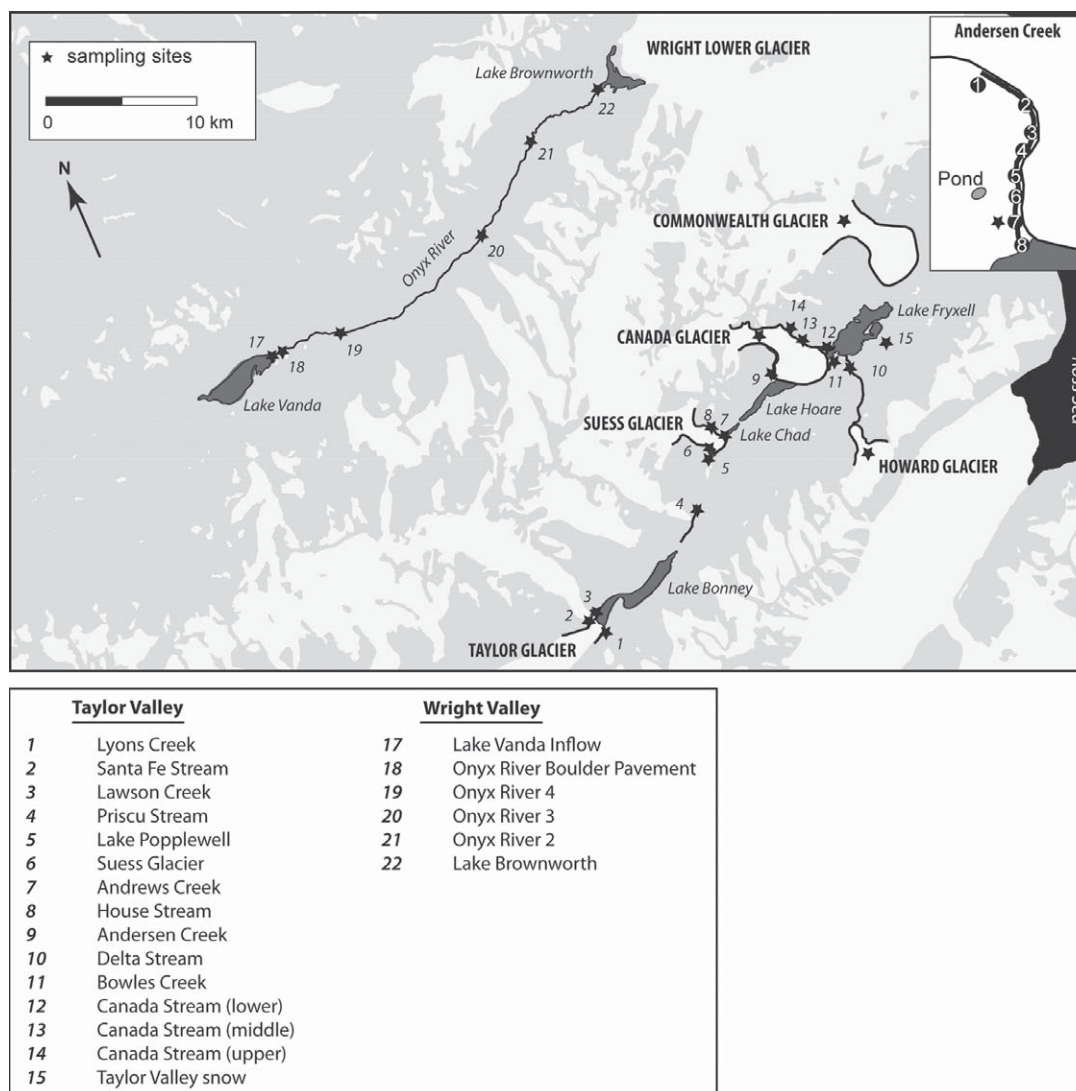 sampling sites
0 10 km
N
WRIGHT LOWER GLACIER
Lake Brownworth
22
21
20
Onyx River
19
17
18
Lake Vanda
Andersen Creek
1
2
3
4
5
6
7
8
Pond
COMMONWEALTH GLACIER
14
13
12
Lake Fryxell
15
CANADA GLACIER
9
11
10
Lake Hoare
SUESS GLACIER
8
7
Lake Chad
6
5
HOWARD GLACIER
4
Lake Bonney
3
2
TAYLOR GLACIER
1
Ross Sea
Taylor Valley
1 Lyons Creek
2 Santa Fe Stream
3 Lawson Creek
4 Priscu Stream
5 Lake Popplewell
6 Suess Glacier
7 Andrews Creek
8 House Stream
9 Andersen Creek
10 Delta Stream
11 Bowles Creek
12 Canada Stream (lower)
13 Canada Stream (middle)
14 Canada Stream (upper)
15 Taylor Valley snow
Wright Valley
17 Lake Vanda Inflow
18 Onyx River Boulder Pavement
19 Onyx River 4
20 Onyx River 3
21 Onyx River 2
22 Lake Brownworth